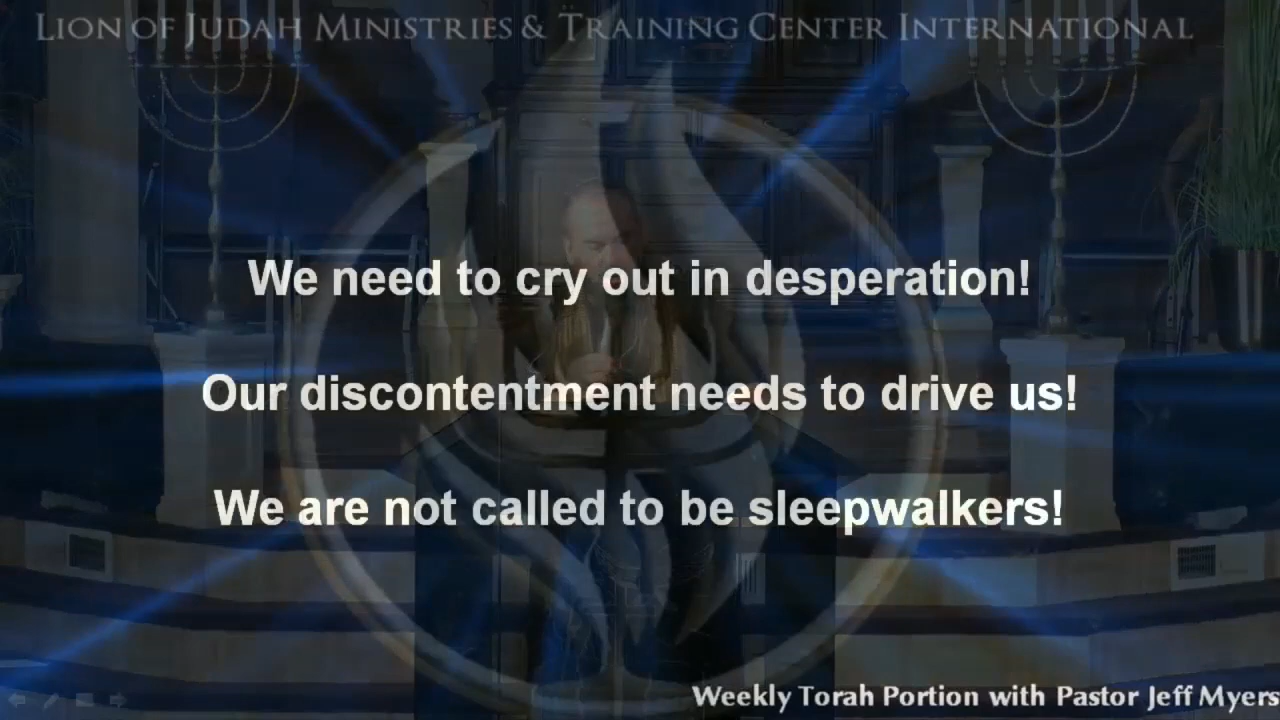 LION OF JUDAH MINISTRIES & TRAINING CENTER INTERNATIONAL
We need to cry out in desperation!
Our discontentment needs to drive us!
We are not called to be sleepwalkers!
Weekly Torah Portion with Pastor Jeff Myers